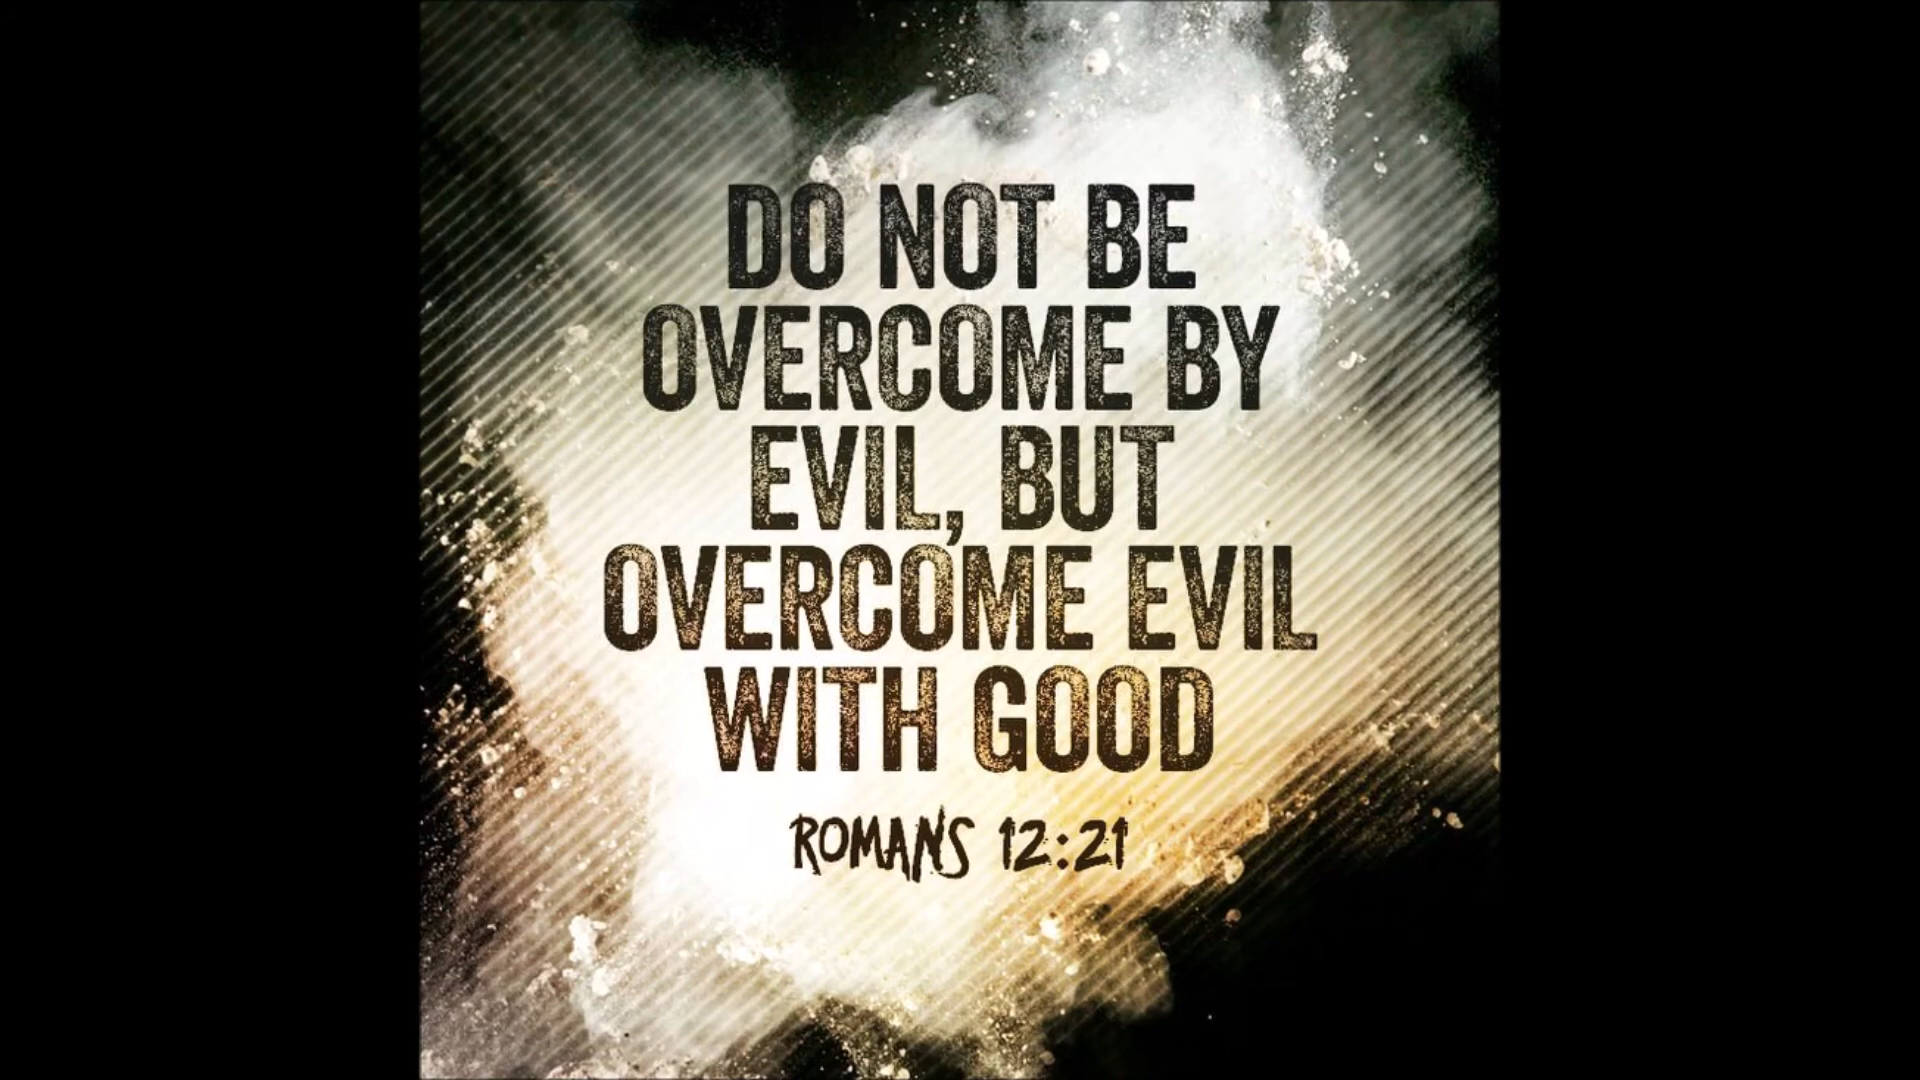 DO NOT BE
OVERCOME BY
EVIL, BUT
OVERCOME EVIL
WITH GOOD
ROMANS 12:21